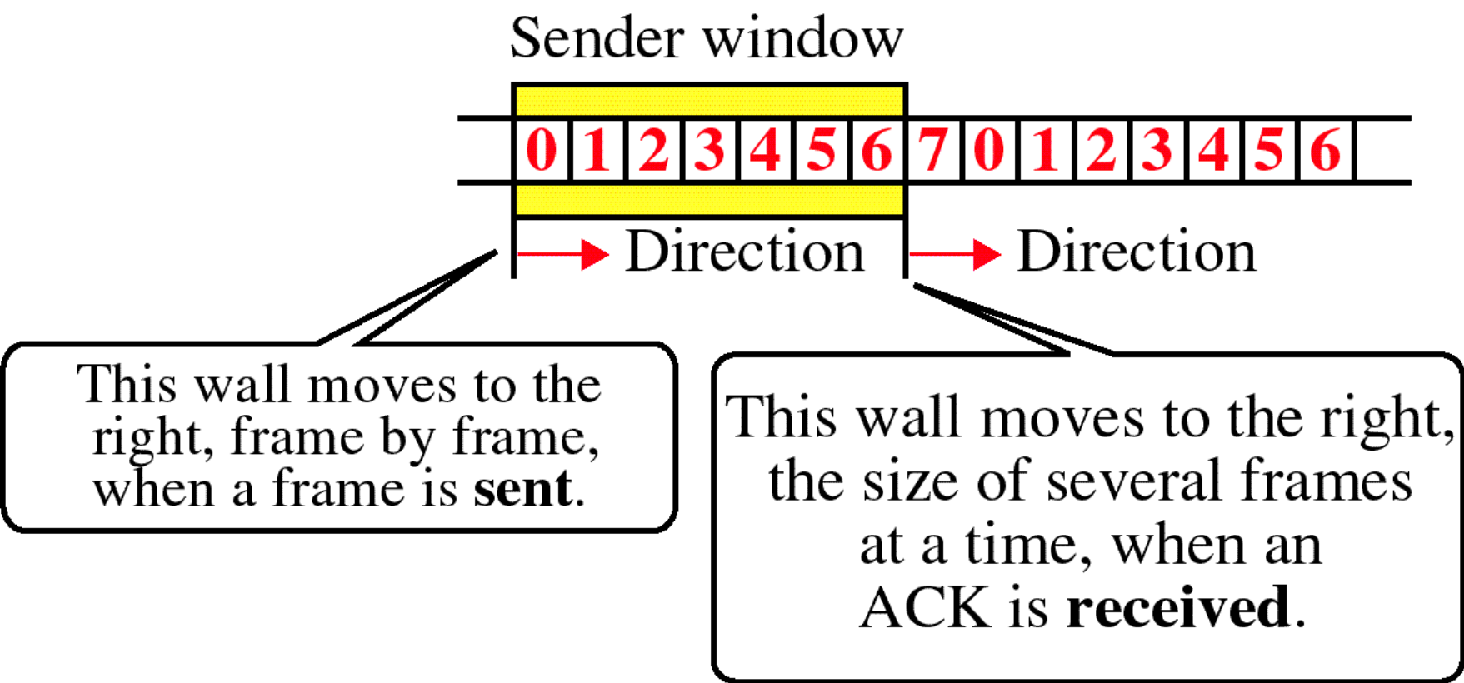 Sender window
0 1 2 3 4 5 6 7 0 1 2 3 4 5 6
Direction
Direction
This wall moves to the
right, frame by frame,
when a frame is sent.
This wall moves to the right,
the size of several frames
at a time, when an
ACK is received.